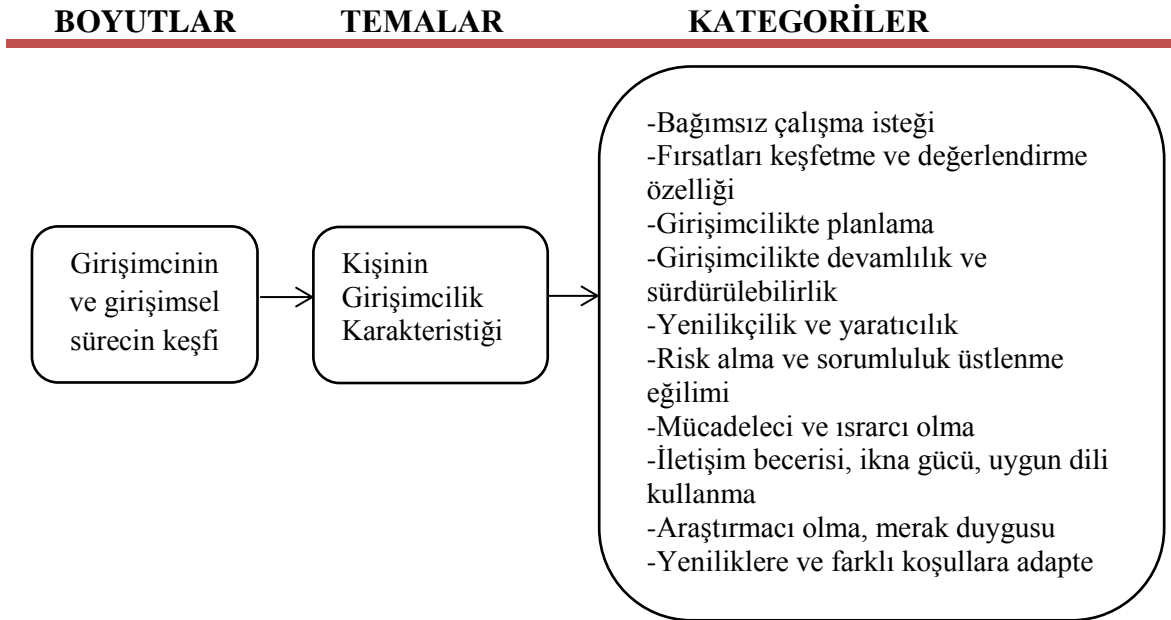 BOYUTLAR TEMALAR KATEGORİLER
Girişimcinin
ve girişimsel
sürecin keşfi
Kişinin
Girişimcilik
Karakteristiği
-Bağımsız çalışma isteği
-Fırsatları keşfetme ve değerlendirme
özelliği
-Girişimcilikte planlama
-Girişimcilikte devamlılık ve
sürdürülebilirlik
-Yenilikçilik ve yaratıcılık
-Risk alma ve sorumluluk üstlenme
eğilimi
-Mücadeleci ve ısrarcı olma
-İletişim becerisi, ikna gücü, uygun dili
kullanma
-Araştırmacı olma, merak duygusu
-Yeniliklere ve farklı koşullara adapte